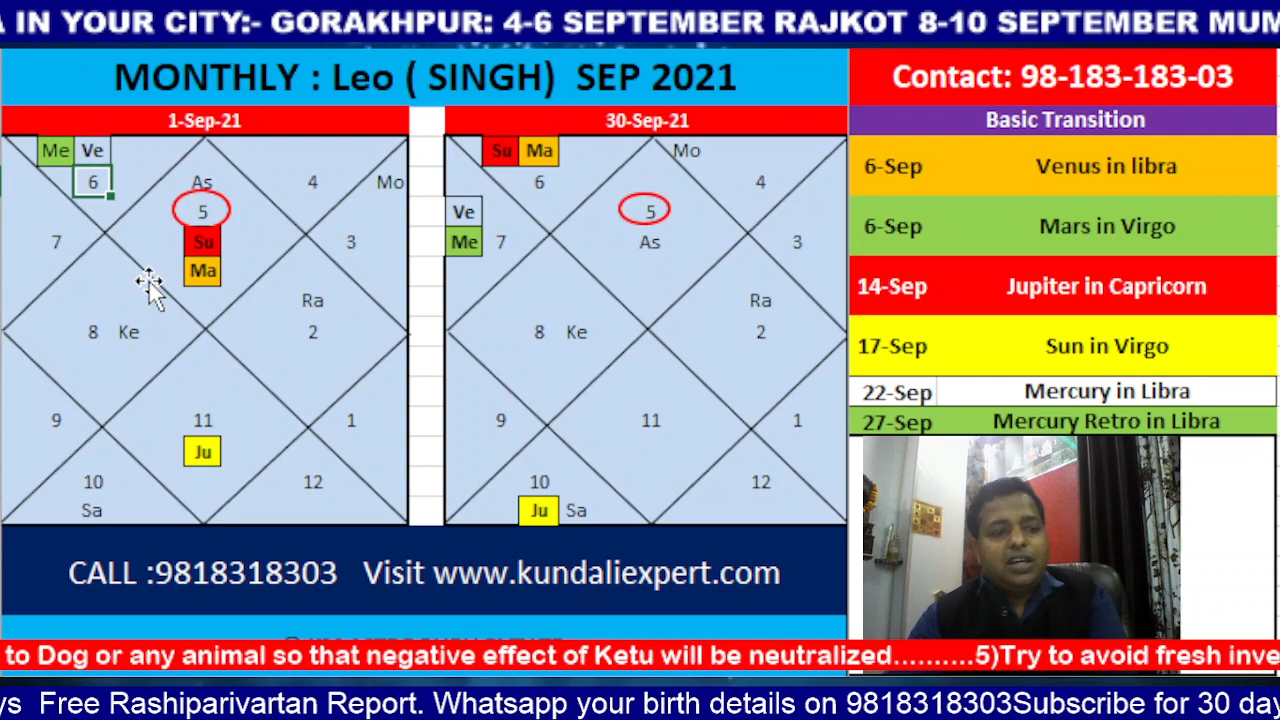 A IN YOUR CITY:- GORAKHPUR: 4-6 SEPTEMBER RAJKOT 8-10 SEPTEMBER MUM
MONTHLY : Leo ( SINGH) SEP 2021
Contact: 98-183-183-03
1-Sep-21
30-Sep-21
Basic Transition
Me Ve
6
As
5
Su
Ma
4
Mo
7
3
Ra
2
8 Ke
9
11
Ju
1
10
Sa
12
Su Ma
6
Mo
4
Ve
Me 7
5
As
3
Ra
2
8 Ke
9
11
1
10
Ju Sa
12
6-Sep Venus in libra
6-Sep Mars in Virgo
14-Sep Jupiter in Capricorn
17-Sep Sun in Virgo
22-Sep Mercury in Libra
27-Sep Mercury Retro in Libra
CALL :9818318303 Visit www.kundaliexpert.com
to Dog or any animal so that negative effect of Ketu will be neutralized..........5)Try to avoid fresh inve
ys Free Rashiparivartan Report. Whatsapp your birth details on 9818318303Subscribe for 30 day